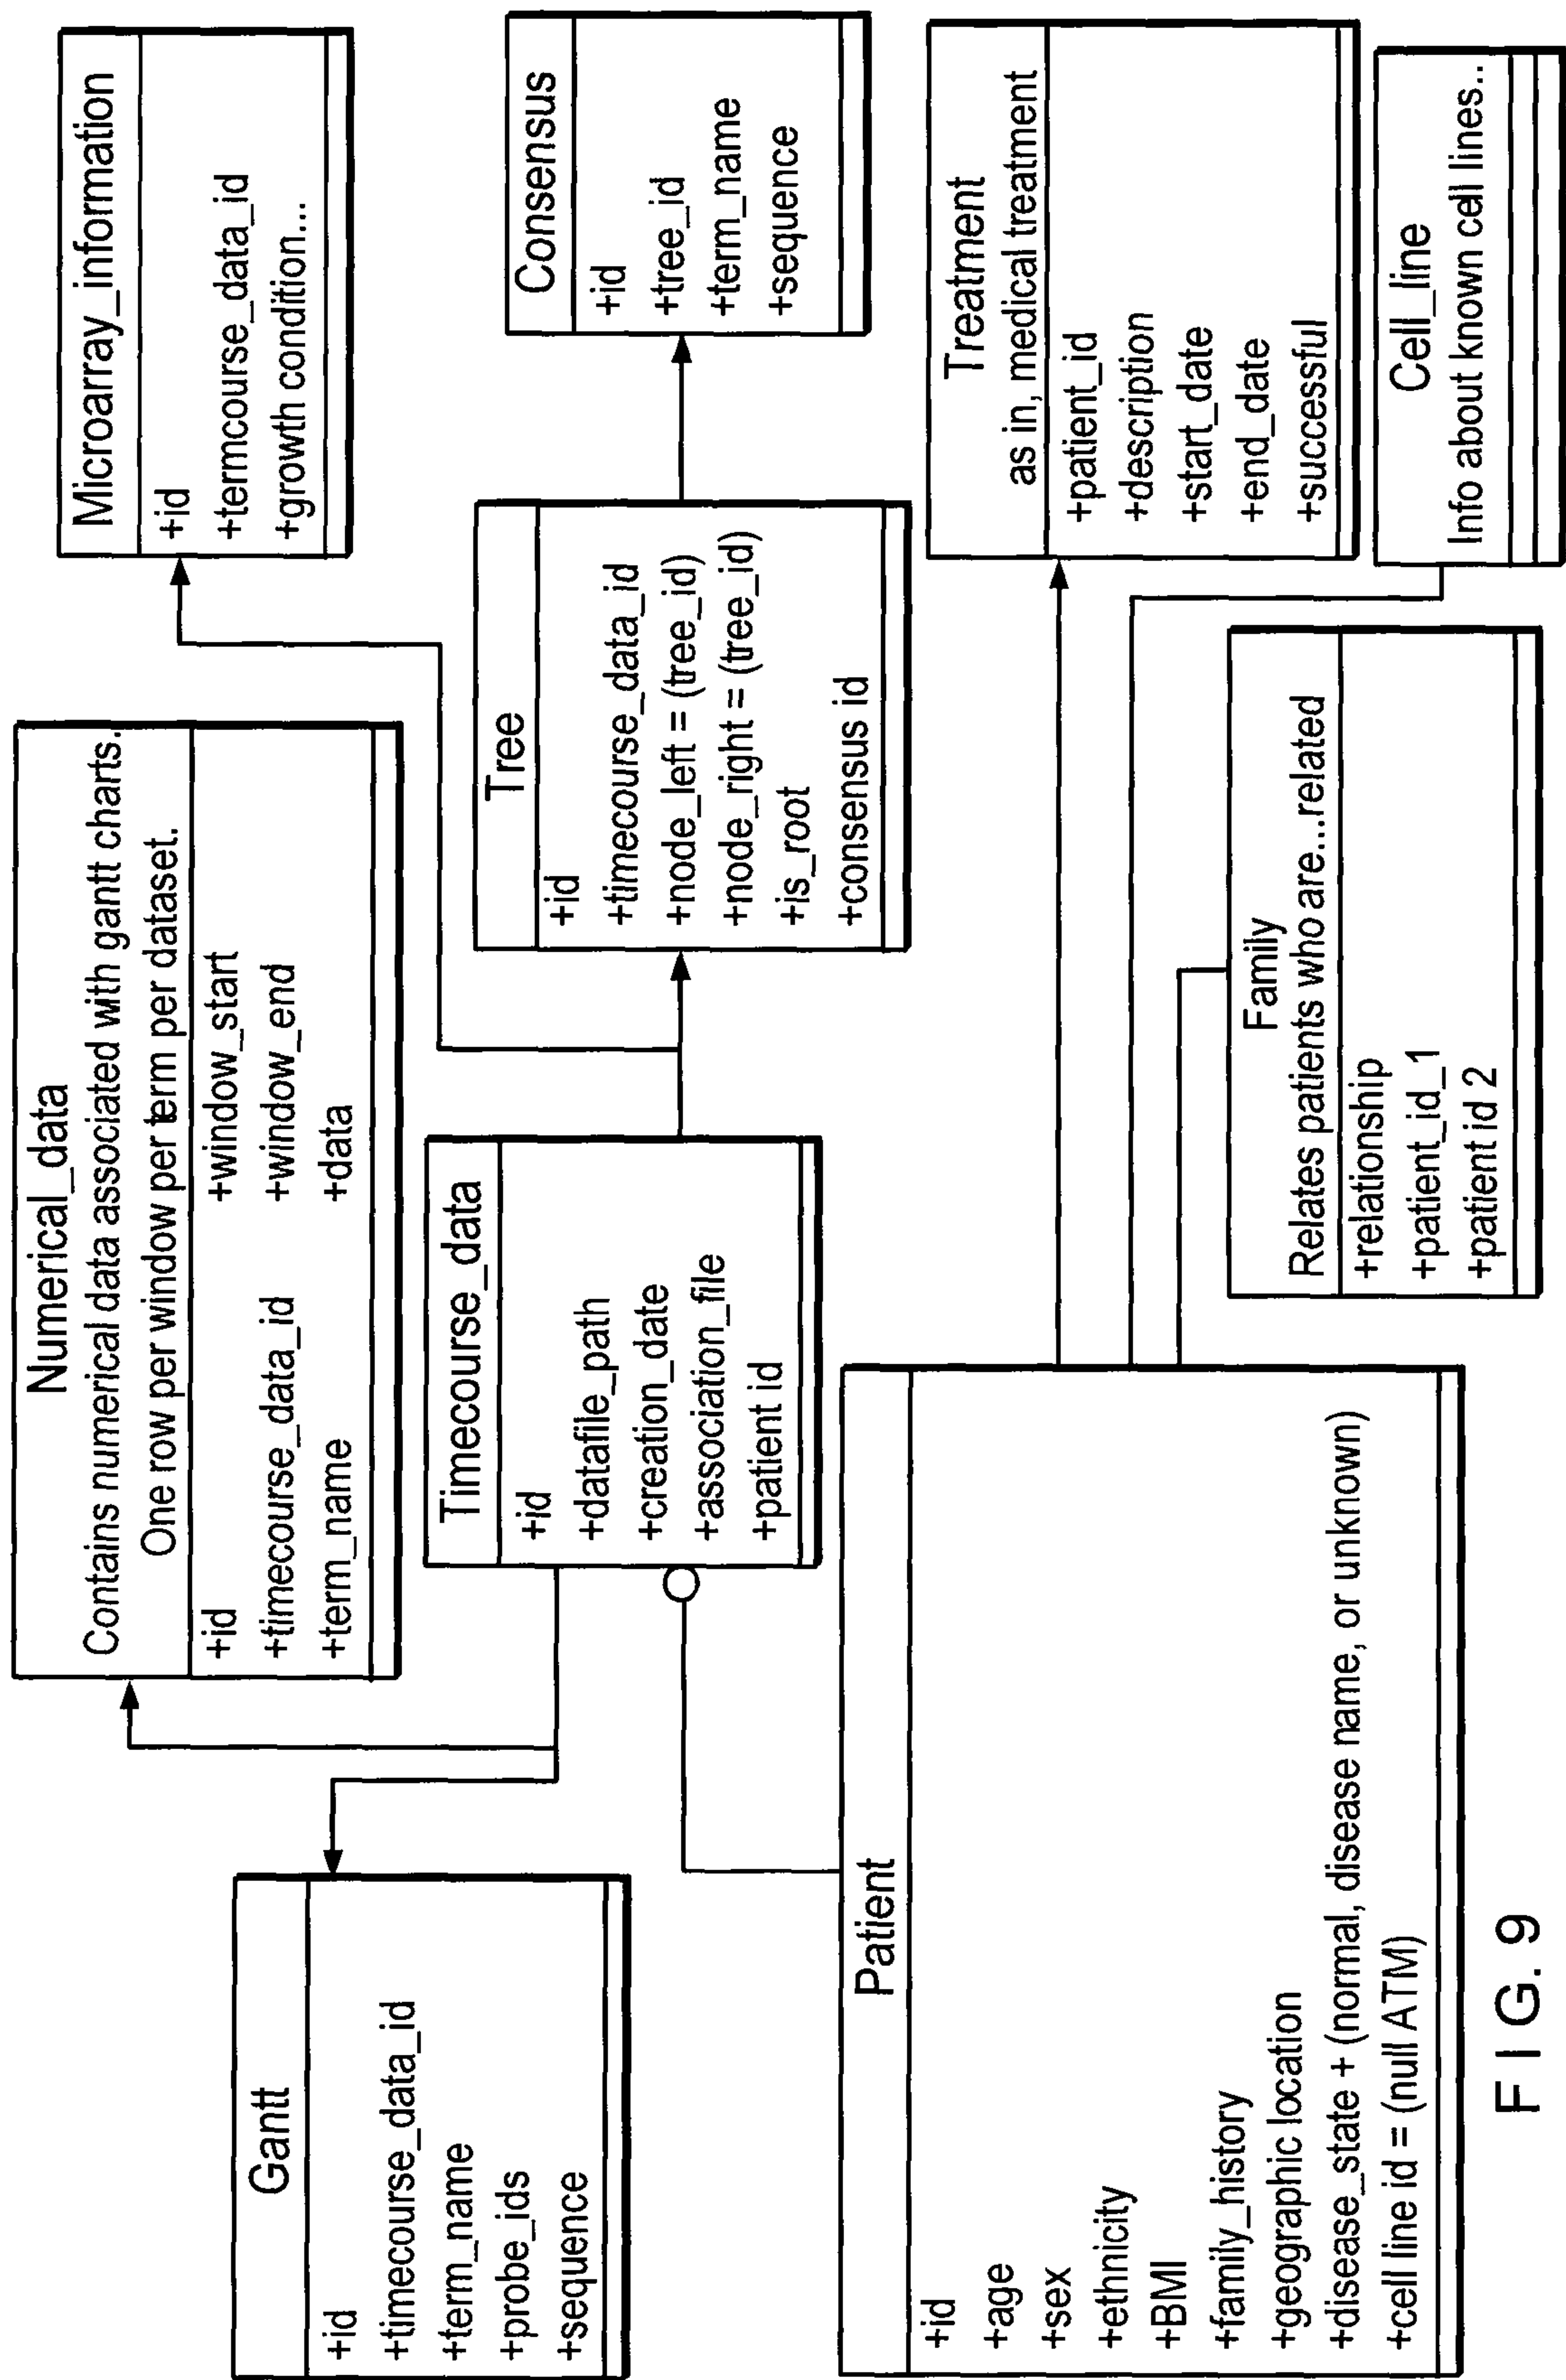 Numerical_data
Contains numerical data associated with gantt charts.
One row per window per term per dataset.
+id
+timecourse_data_id
+term_name
+window_start
+window_end
+data
Microarray_information
+id
+termcourse_data_id
+growth condition...
Gantt
+id
+timecourse_data_id
+term_name
+probe_ids
+sequence
Timecourse_data
+id
+datafile_path
+creation_date
+association_file
+patient id
Tree
+id
+timecourse_data_id
+node_left = (tree_id)
+node_right = (tree_id)
+is_root
+consensus id
Consensus
+id
+tree_id
+term_name
+sequence
Patient
+id
+age
+sex
+ethnicity
+BMI
+family_history
+geographic location
+disease_state + (normal, disease name, or unknown)
+cell line id = (null ATM)
Treatment
as in, medical treatment
+patient_id
+description
+start_date
+end_date
+successful
Family
Relates patients who are...related
+relationship
+patient_id_1
+patient id 2
Cell_line
Info about known cell lines..
FIG. 9